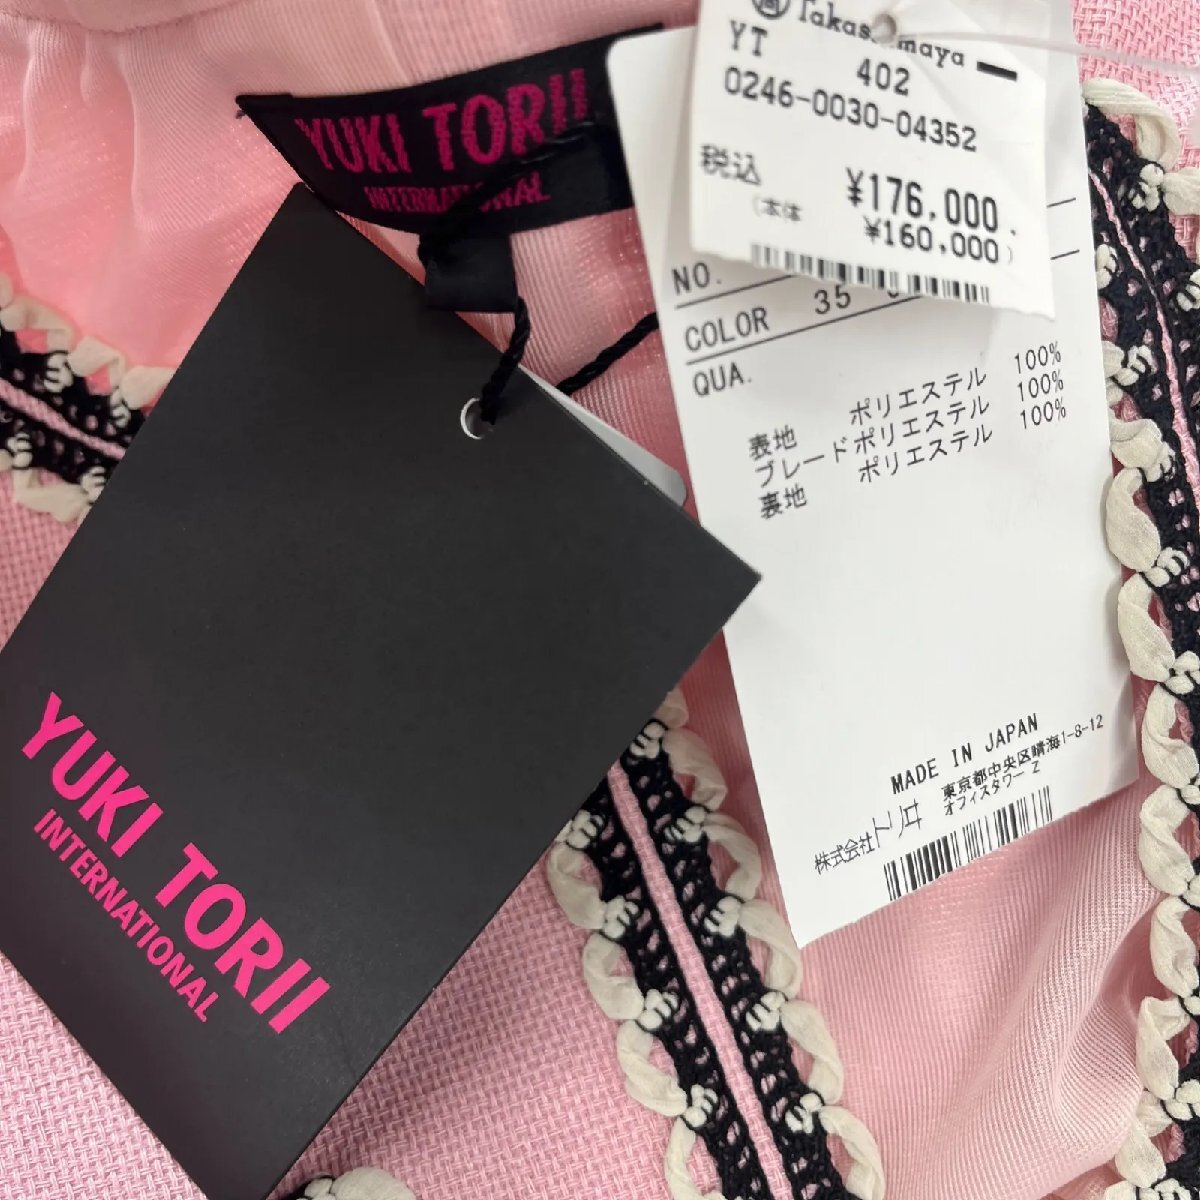 YUKI TORII
INTERNATIONAL
Takashimaya
YT 402
0246-0030-04352
税込 ¥176,000
(本体 ¥160,000)
NO.
COLOR 35
QUA.
表地 ポリエステル 100%
ブレード ポリエステル 100%
裏地 ポリエステル 100%
MADE IN JAPAN
東京都中央区晴海1-8-12
オフィスタワー Z
株式会社
YUKI TORII
INTERNATIONAL